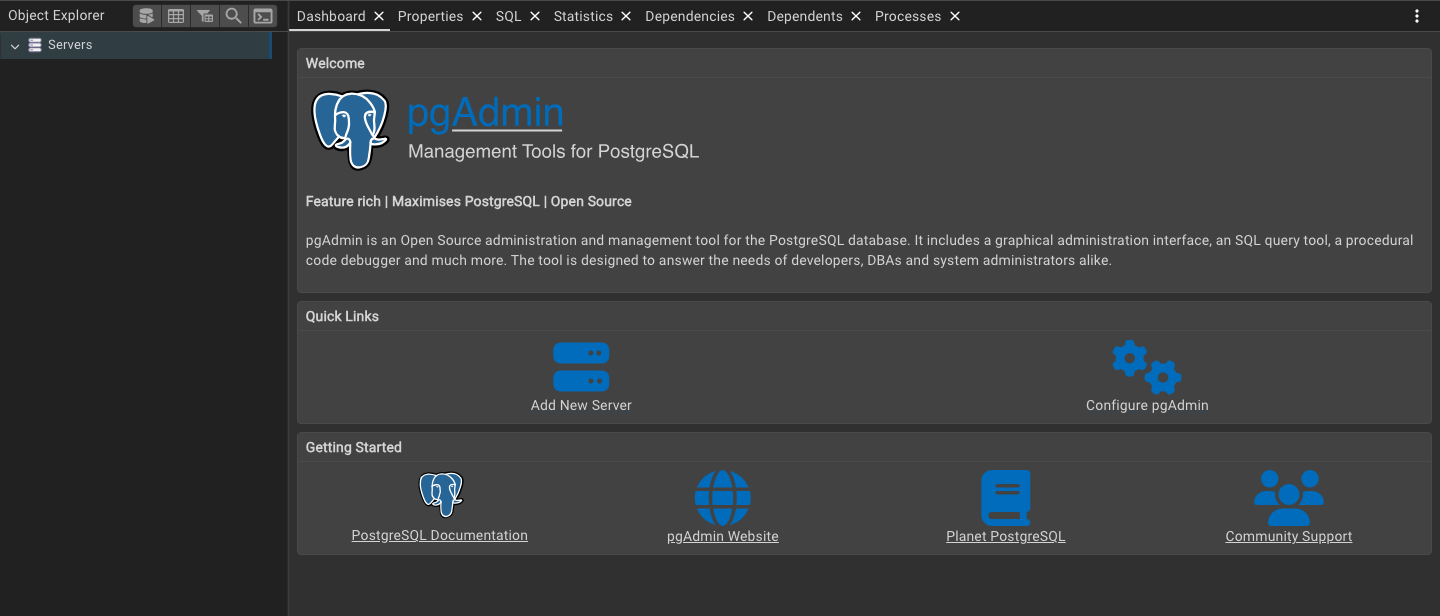 Object Explorer
Dashboard Properties SQL Statistics Dependencies Dependents Processes
Servers
Welcome
pgAdmin
Management Tools for PostgreSQL
Feature rich | Maximises PostgreSQL | Open Source
pgAdmin is an Open Source administration and management tool for the PostgreSQL database. It includes a graphical administration interface, an SQL query tool, a procedural
code debugger and much more. The tool is designed to answer the needs of developers, DBAs and system administrators alike.
Quick Links
Add New Server Configure pgAdmin
Getting Started
PostgreSQL Documentation pgAdmin Website Planet PostgreSQL Community Support